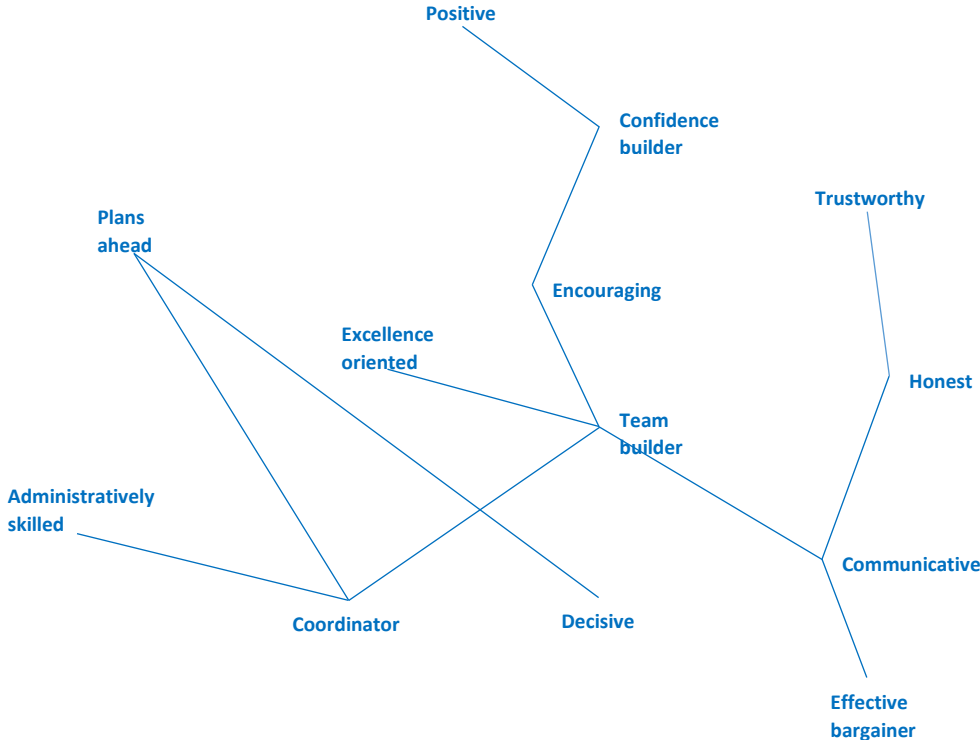 Positive
Confidence
builder
Trustworthy
Plans
ahead
Encouraging
Excellence
oriented
Honest
Team
builder
Administratively
skilled
Communicative
Coordinator
Decisive
Effective
bargainer